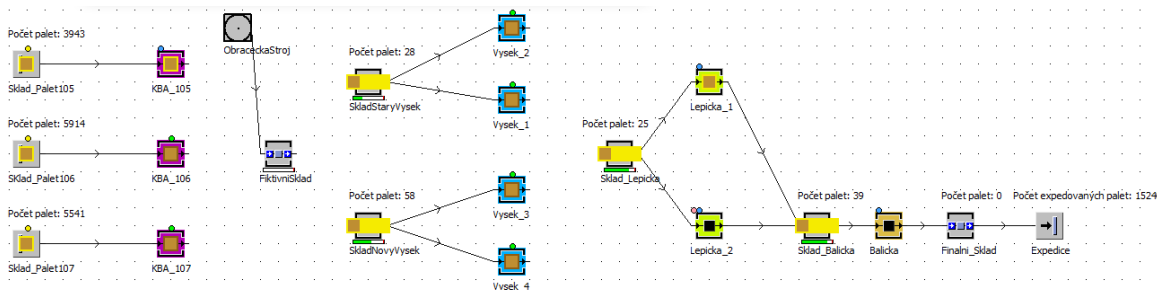 Počet palet: 3943
Sklad_Palet105
KBA_105
ObraceckaStroj
Počet palet: 28
SkladStaryVysek
Vysek_2
Vysek_1
Počet palet: 5914
Sklad_Palet106
KBA_106
FiktivniSklad
Počet palet: 5541
Sklad_Palet107
KBA_107
Počet palet: 58
SkladNovyVysek
Vysek_3
Vysek_4
Počet palet: 25
Sklad_Lepicka
Lepicka_1
Lepicka_2
Počet palet: 39
Sklad_Balicka
Balicka
Počet palet: 0
Finalni_Sklad
Počet expedovaných palet: 1524
Expedice